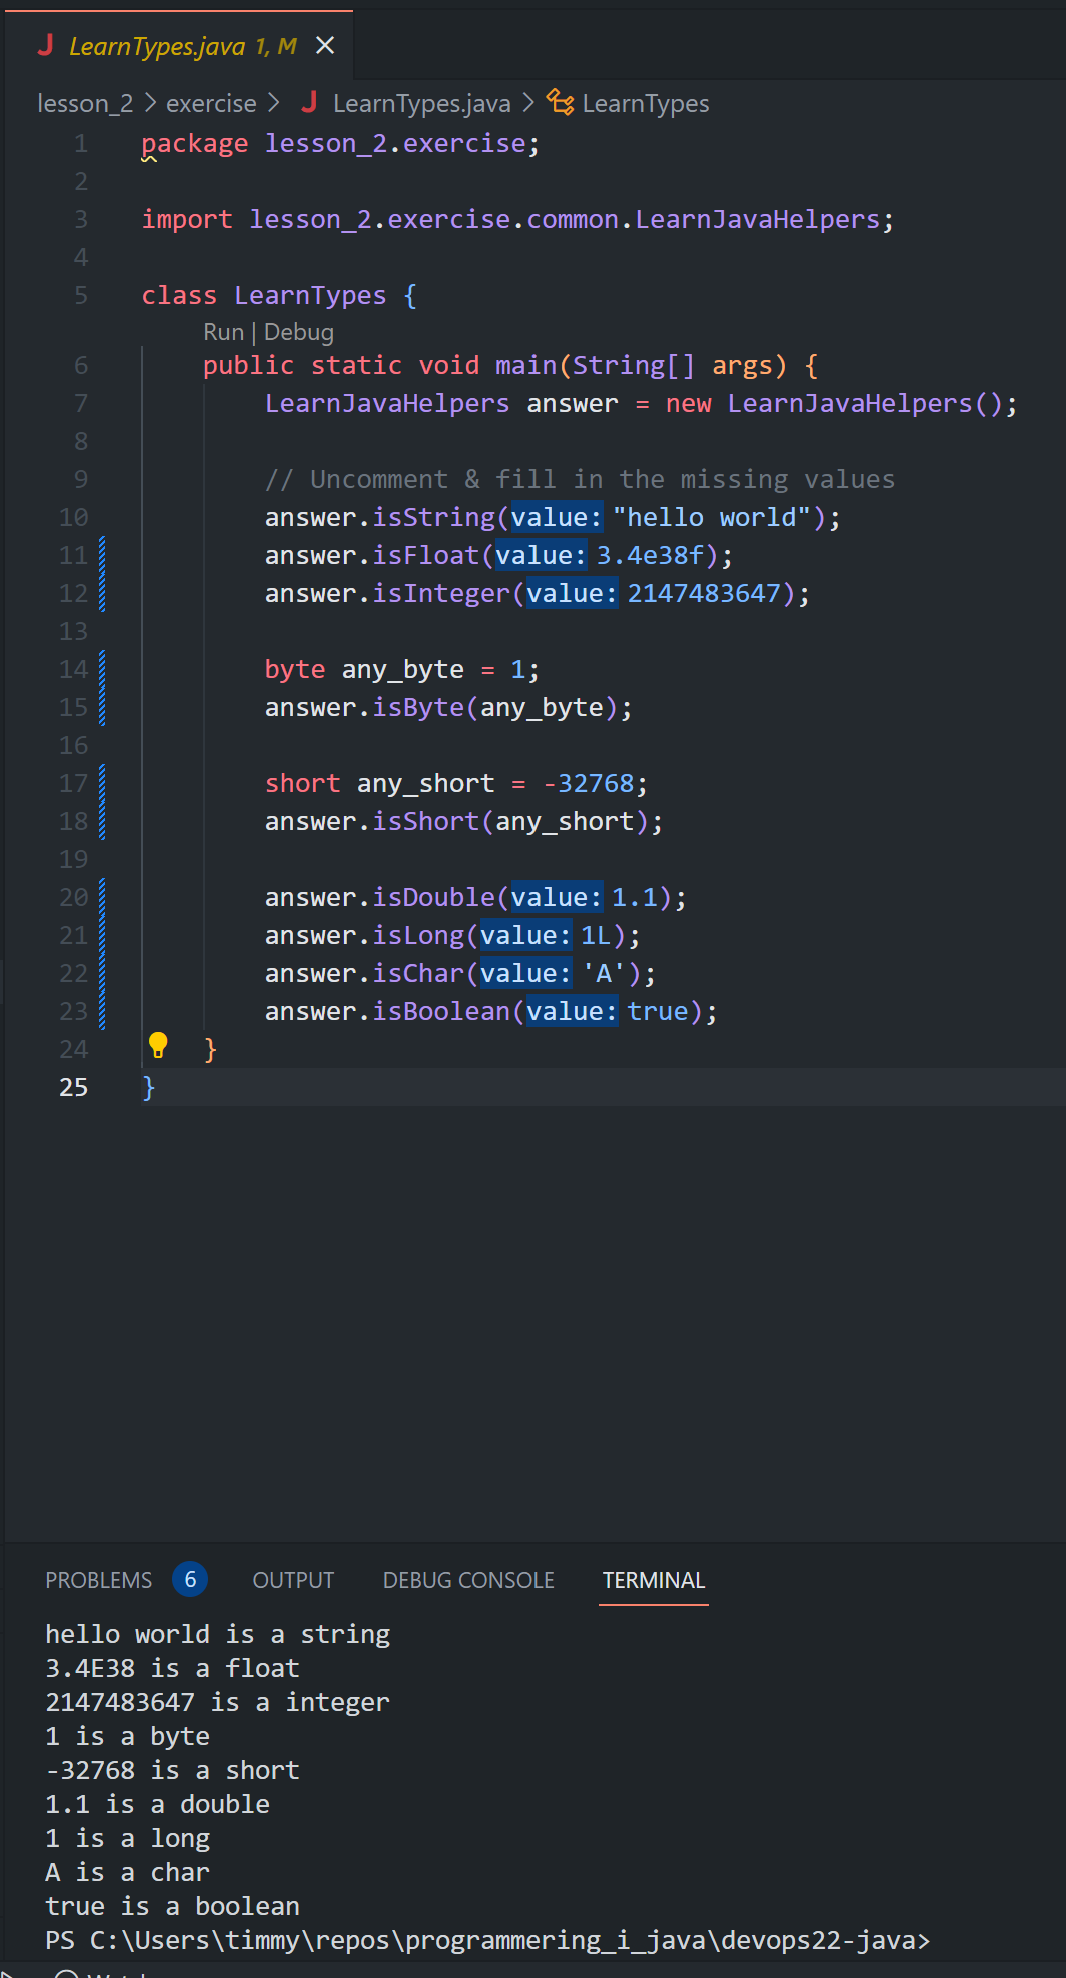 J LearnTypes.java 1, M ×
lesson_2 > exercise > J LearnTypes.java > LearnTypes
1 package lesson_2.exercise;
2
3 import lesson_2.exercise.common.LearnJavaHelpers;
4
5 class LearnTypes {
Run | Debug
6 public static void main(String[] args) {
7 LearnJavaHelpers answer = new LearnJavaHelpers();
8
9 // Uncomment & fill in the missing values
10 answer.isString(value: "hello world");
11 answer.isFloat(value: 3.4e38f);
12 answer.isInteger(value: 2147483647);
13
14 byte any_byte = 1;
15 answer.isByte(any_byte);
16
17 short any_short = -32768;
18 answer.isShort(any_short);
19
20 answer.isDouble(value: 1.1);
21 answer.isLong(value: 1L);
22 answer.isChar(value: 'A');
23 answer.isBoolean(value: true);
24 }
25 }
PROBLEMS 6 OUTPUT DEBUG CONSOLE TERMINAL
hello world is a string
3.4E38 is a float
2147483647 is a integer
1 is a byte
-32768 is a short
1.1 is a double
1 is a long
A is a char
true is a boolean
PS C:\Users\timmy\repos\programmering_i_java\devops22-java>